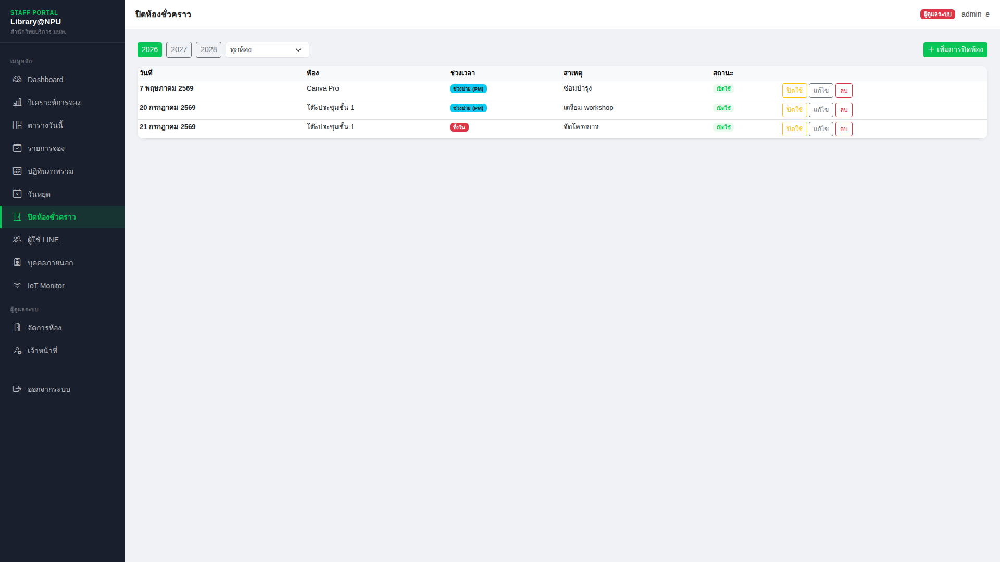 STAFF PORTAL
Library@NPU
สำนักวิทยบริการ มนพ.
เมนูหลัก
Dashboard
วิเคราะห์การจอง
ตารางวันนี้
รายการจอง
ปฏิทินภาพรวม
วันหยุด
ปิดห้องชั่วคราว
ผู้ใช้ LINE
บุคคลภายนอก
IoT Monitor
ผู้ดูแลระบบ
จัดการห้อง
เจ้าหน้าที่
ออกจากระบบ
ปิดห้องชั่วคราว
ผู้ดูแลระบบ admin_e
2026 2027 2028 ทุกห้อง
เพิ่มการปิดห้อง
วันที่ ห้อง ช่วงเวลา สาเหตุ สถานะ
7 พฤษภาคม 2569 Canva Pro ช่วงบ่าย (PM) ซ่อมบำรุง เปิดใช้ ปิดใช้ แก้ไข ลบ
20 กรกฎาคม 2569 โต๊ะประชุมชั้น 1 ช่วงบ่าย (PM) เตรียม workshop เปิดใช้ ปิดใช้ แก้ไข ลบ
21 กรกฎาคม 2569 โต๊ะประชุมชั้น 1 ทั้งวัน จัดโครงการ เปิดใช้ ปิดใช้ แก้ไข ลบ